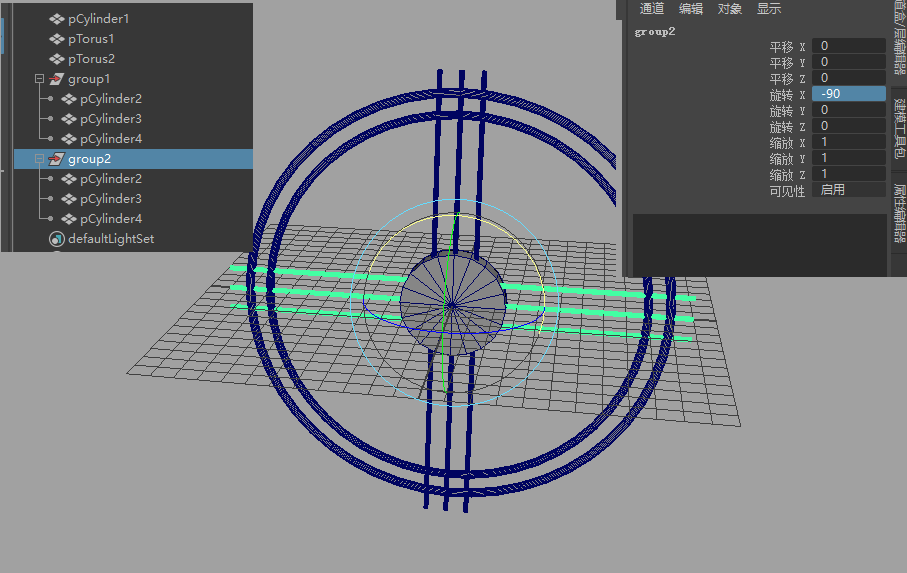 pCylinder1
pTorus1
pTorus2
group1
pCylinder2
pCylinder3
pCylinder4
group2
pCylinder2
pCylinder3
pCylinder4
defaultLightSet
通道 编辑 对象 显示
group2
平移 X 0
平移 Y 0
平移 Z 0
旋转 X -90
旋转 Y 0
旋转 Z 0
缩放 X 1
缩放 Y 1
缩放 Z 1
可见性 启用
道盒/层编辑器
建模工具包
属性编辑器